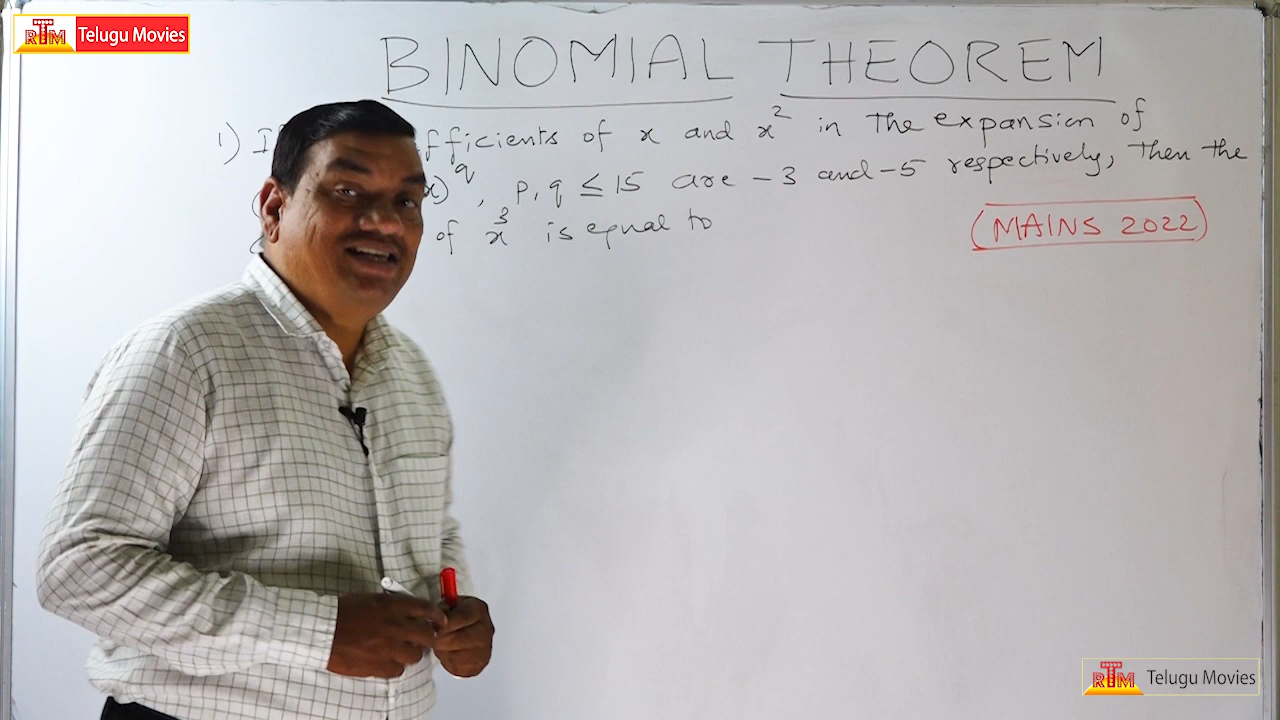 RTM Telugu Movies
BINOMIAL THEOREM
1) I fficients of x and x² in The expansion of
x)^q, p, q ≤ 15 are -3 and -5 respectively, Then the
of x³ is equal to
(MAINS 2022)
RTM Telugu Movies